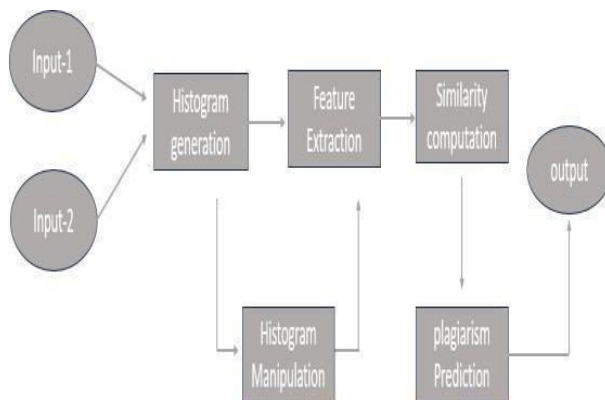 Input-1
Histogram
generation
Feature
Extraction
Similarity
computation
output
Input-2
Histogram
Manipulation
plagiarism
Prediction